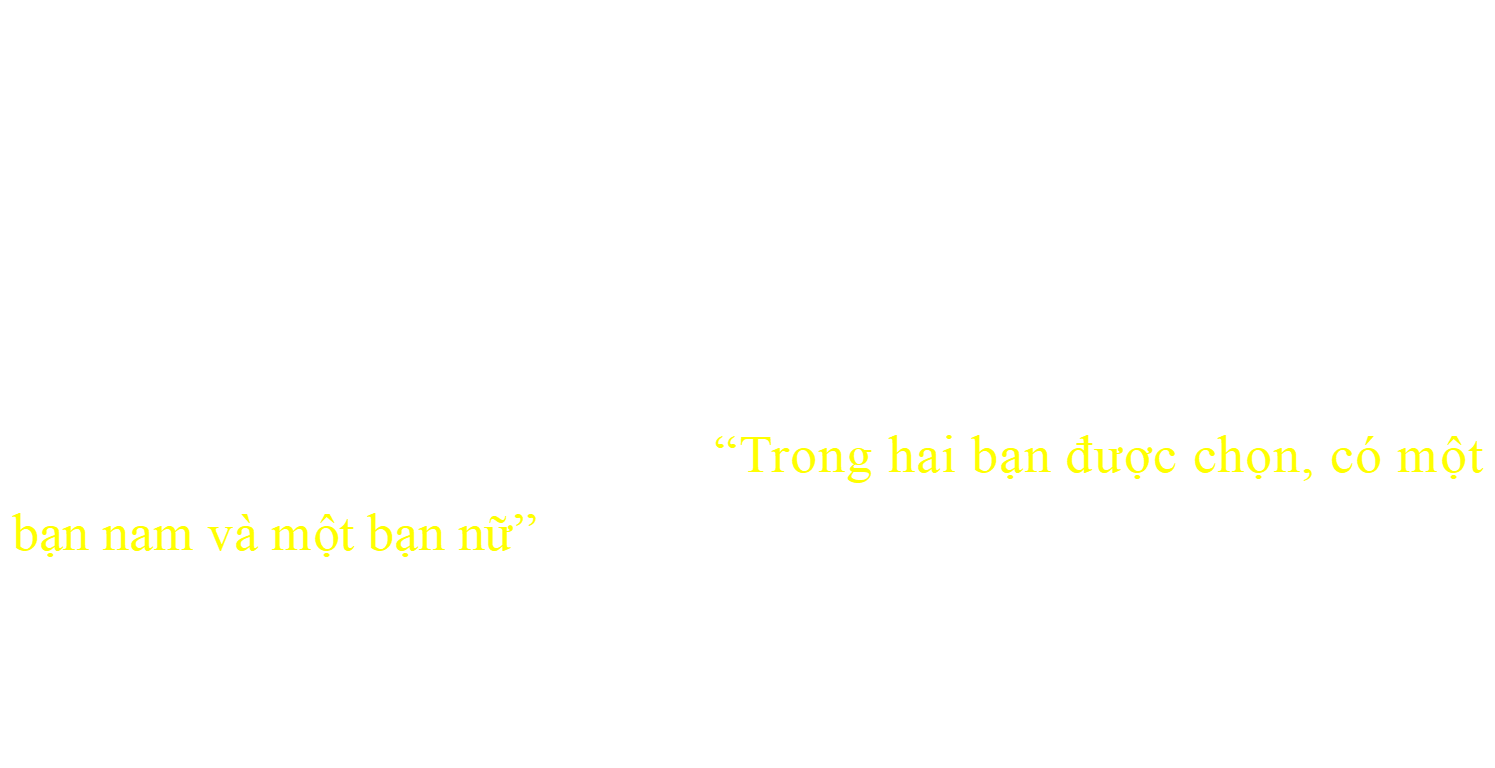 “Trong hai bạn được chọn, có một
bạn nam và một bạn nữ”